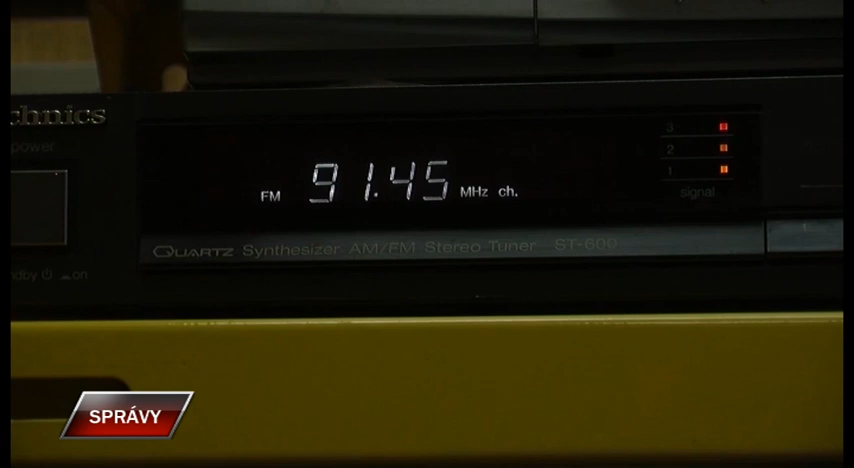 chnics
power
3
2
FM 91.45 MHz ch.
1
signal
QUARTZ Synthesizer AM/FM Stereo Tuner ST-600
ndby ⏻ on
SPRÁVY